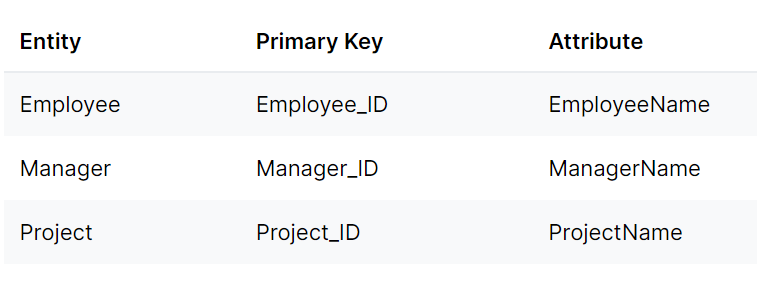 Entity Primary Key Attribute
Employee Employee_ID EmployeeName
Manager Manager_ID ManagerName
Project Project_ID ProjectName